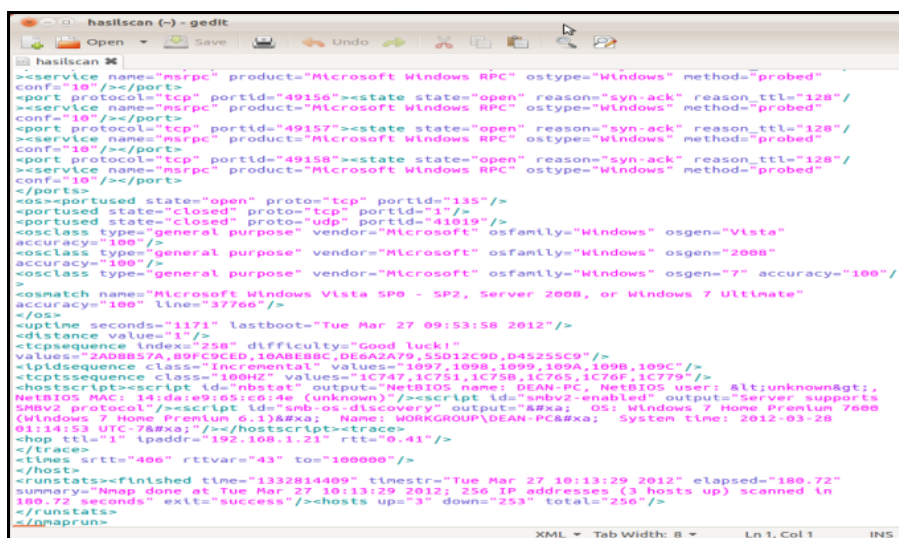 hasilscan (~) - gedit
Open Save Undo
hasilscan
><service name="msrpc" product="Microsoft Windows RPC" ostype="Windows" method="probed"
conf="10"/></port>
<port protocol="tcp" portid="49156"><state state="open" reason="syn-ack" reason_ttl="128"/
><service name="msrpc" product="Microsoft Windows RPC" ostype="Windows" method="probed"
conf="10"/></port>
<port protocol="tcp" portid="49157"><state state="open" reason="syn-ack" reason_ttl="128"/
><service name="msrpc" product="Microsoft Windows RPC" ostype="Windows" method="probed"
conf="10"/></port>
<port protocol="tcp" portid="49158"><state state="open" reason="syn-ack" reason_ttl="128"/
><service name="msrpc" product="Microsoft Windows RPC" ostype="Windows" method="probed"
conf="10"/></port>
</ports>
<os><portused state="open" proto="tcp" portid="135"/>
<portused state="closed" proto="tcp" portid="1"/>
<portused state="closed" proto="udp" portid="41019"/>
<osclass type="general purpose" vendor="Microsoft" osfamily="Windows" osgen="Vista"
accuracy="100"/>
<osclass type="general purpose" vendor="Microsoft" osfamily="Windows" osgen="2008"
accuracy="100"/>
<osclass type="general purpose" vendor="Microsoft" osfamily="Windows" osgen="7" accuracy="100"/
>
<osmatch name="Microsoft Windows Vista SP0 - SP2, Server 2008, or Windows 7 Ultimate"
accuracy="100" line="37766"/>
</os>
<uptime seconds="1171" lastboot="Tue Mar 27 09:53:58 2012"/>
<distance value="1"/>
<tcpsequence index="258" difficulty="Good luck!"
values="2AD8B57A,89FC9CED,10ABE88C,DE6A2A79,55D12C9D,D45255C9"/>
<ipidsequence class="Incremental" values="1097,1098,1099,109A,109B,109C"/>
<tcptssequence class="100HZ" values="1C747,1C751,1C75B,1C765,1C76F,1C779"/>
<hostscript><script id="nbstat" output="NetBIOS name: DEAN-PC, NetBIOS user: &lt;unknown&gt;,
NetBIOS MAC: 14:da:e9:65:c6:4e (unknown)"/><script id="smbv2-enabled" output="Server supports
SMBv2 protocol"/><script id="smb-os-discovery" output="&#xa;  OS: Windows 7 Home Premium 7600
(Windows 7 Home Premium 6.1)&#xa;  Name: WORKGROUP\DEAN-PC&#xa;  System time: 2012-03-28
01:14:53 UTC-7&#xa;"/></hostscript><trace>
<hop ttl="1" ipaddr="192.168.1.21" rtt="0.41"/>
</trace>
<times srtt="406" rttvar="43" to="100000"/>
</host>
<runstats><finished time="1332814409" timestr="Tue Mar 27 10:13:29 2012" elapsed="180.72"
summary="Nmap done at Tue Mar 27 10:13:29 2012; 256 IP addresses (3 hosts up) scanned in
180.72 seconds" exit="success"/><hosts up="3" down="253" total="256"/>
</runstats>
</nmaprun>
XML Tab Width: 8 Ln 1, Col 1 INS